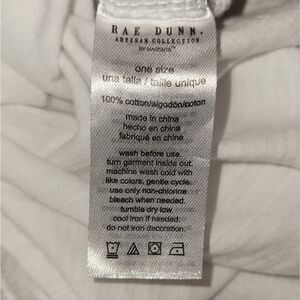 RAE DUNN.
ARTISAN COLLECTION
BY MAGENTA™
one size
una talla / taille unique
100% cotton/algodón/coton
made in china
hecho en china
fabriqué en china
wash before use.
turn garment inside out.
machine wash cold with
like colors, gentle cycle.
use only non-chlorine
bleach when needed.
tumble dry low.
cool iron if needed.
do not iron decoration.